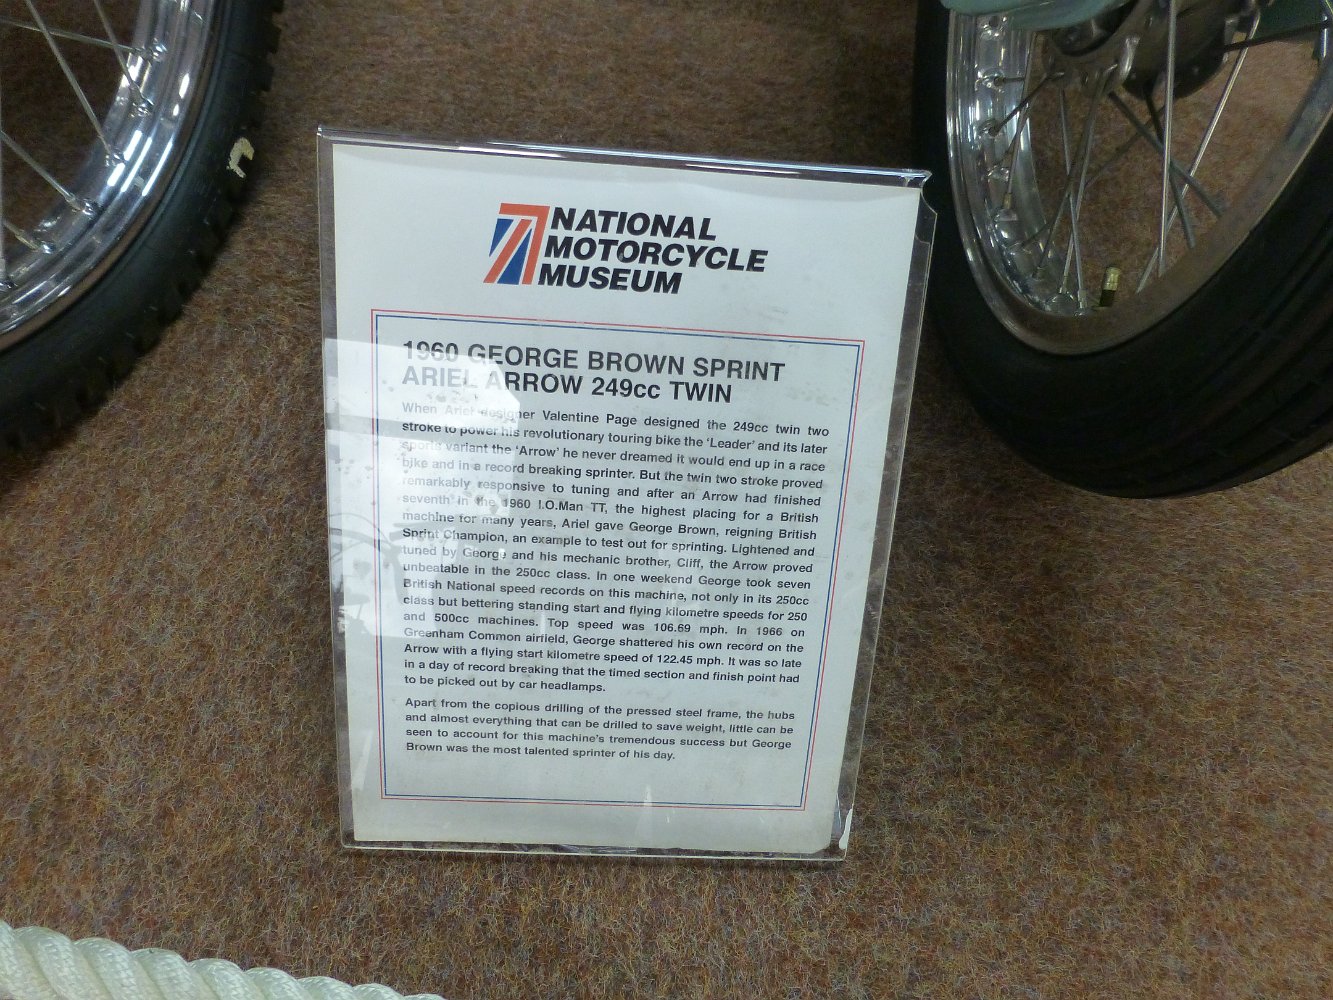 NATIONAL
MOTORCYCLE
MUSEUM
1960 GEORGE BROWN SPRINT
ARIEL ARROW 249cc TWIN
When Ariel designer Valentine Page designed the 249cc twin two
stroke to power his revolutionary touring bike the 'Leader' and its later
sports variant the 'Arrow' he never dreamed it would end up in a race
bike and in a record breaking sprinter. But the twin two stroke proved
remarkably responsive to tuning and after an Arrow had finished
seventh in the 1960 I.O.Man TT, the highest placing for a British
machine for many years, Ariel gave George Brown, reigning British
Sprint Champion, an example to test out for sprinting. Lightened and
tuned by George and his mechanic brother, Cliff, the Arrow proved
unbeatable in the 250cc class. In one weekend George took seven
British National speed records on this machine, not only in its 250cc
class but bettering standing start and flying kilometre speeds for 250
and 500cc machines. Top speed was 106.69 mph. In 1966 on
Greenham Common airfield, George shattered his own record on the
Arrow with a flying start kilometre speed of 122.45 mph. It was so late
in a day of record breaking that the timed section and finish point had
to be picked out by car headlamps.
Apart from the copious drilling of the pressed steel frame, the hubs
and almost everything that can be drilled to save weight, little can be
seen to account for this machine's tremendous success but George
Brown was the most talented sprinter of his day.